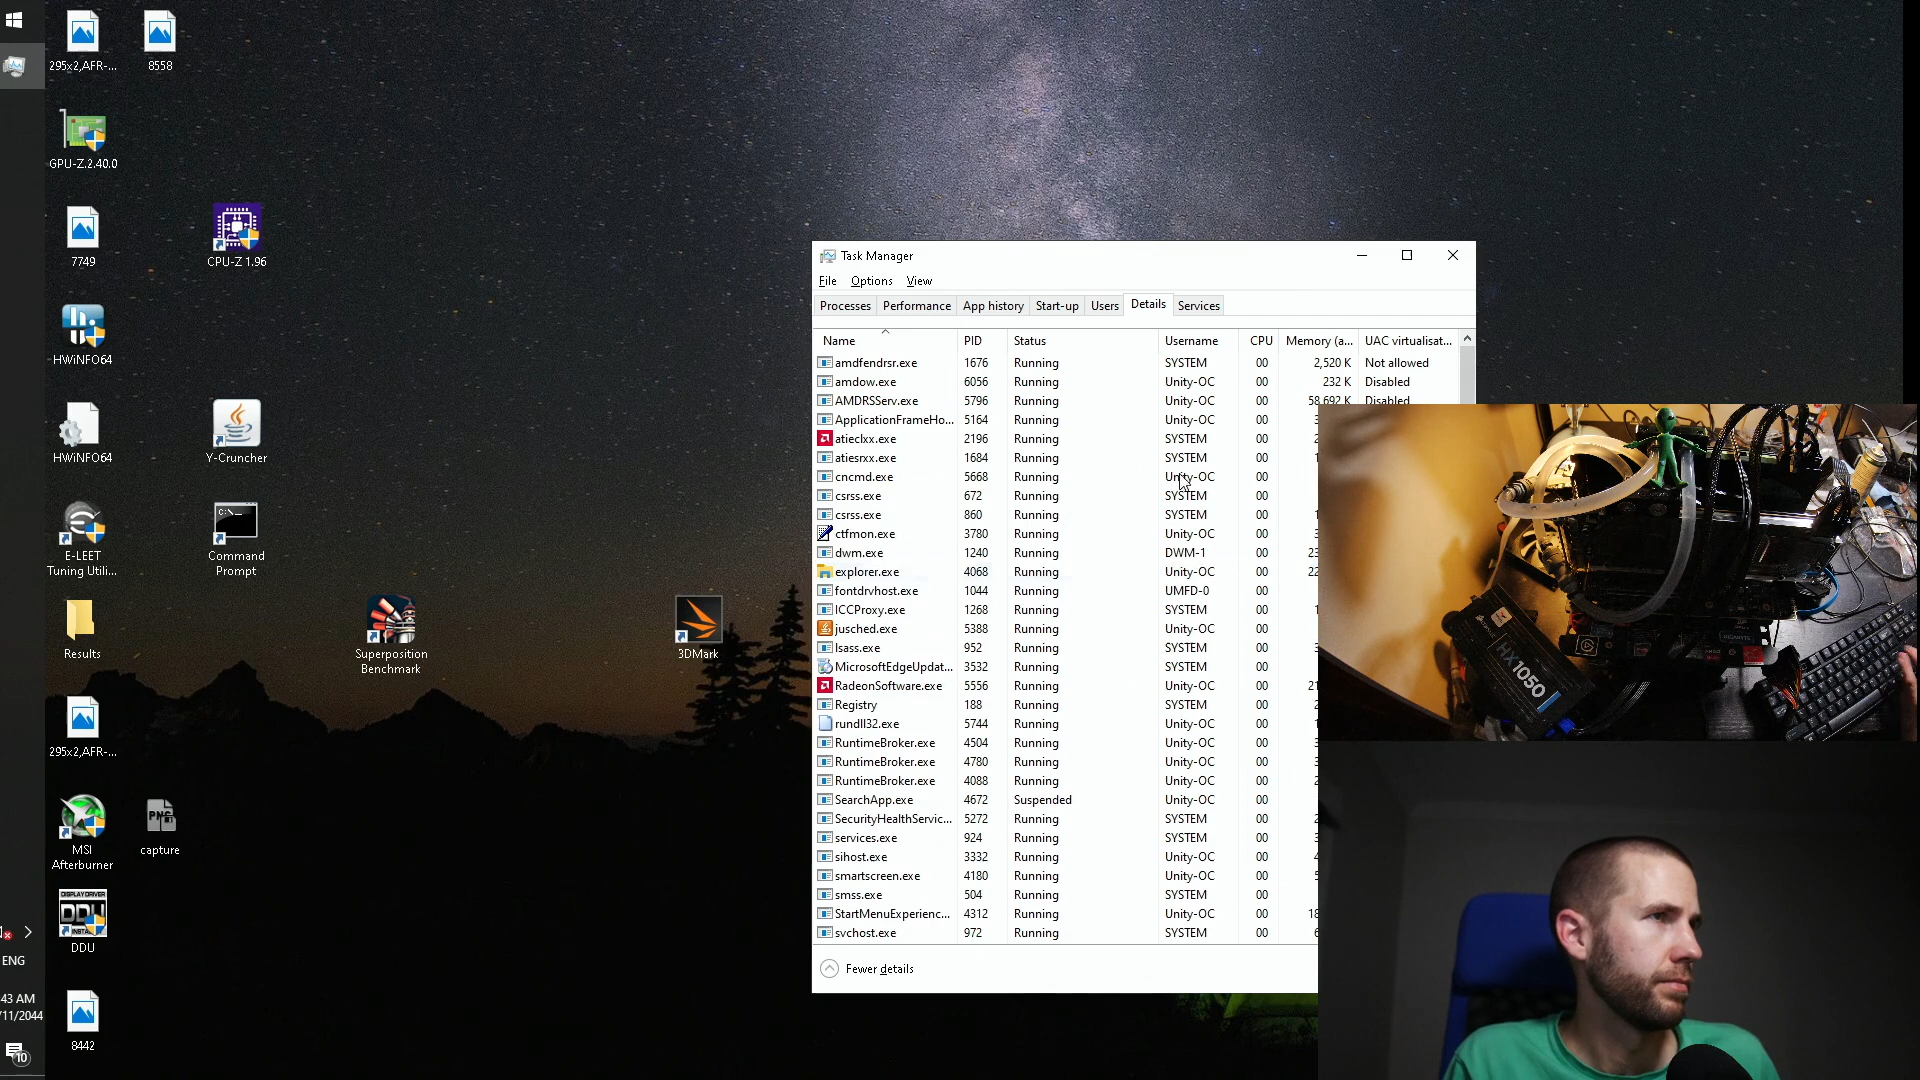 295x2,AFR-...
8558
GPU-Z.2.40.0
7749
CPU-Z 1.96
HWiNFO64
HWiNFO64
Y-Cruncher
E-LEET
Tuning Utili...
Command
Prompt
Results
Superposition
Benchmark
3DMark
295x2,AFR-...
MSI
Afterburner
capture
DISPLAY DRIVER
DDU
DDU
8442
ENG
43 AM
/11/2044
10
Task Manager
File Options View
Processes Performance App history Start-up Users Details Services
Name PID Status Username CPU Memory (a... UAC virtualisat...
amdfendrsr.exe 1676 Running SYSTEM 00 2,520 K Not allowed
amdow.exe 6056 Running Unity-OC 00 232 K Disabled
AMDRSServ.exe 5796 Running Unity-OC 00 58,692 K Disabled
ApplicationFrameHo... 5164 Running Unity-OC 00
atieclxx.exe 2196 Running SYSTEM 00
atiesrxx.exe 1684 Running SYSTEM 00
cncmd.exe 5668 Running Unity-OC 00
csrss.exe 672 Running SYSTEM 00
csrss.exe 860 Running SYSTEM 00
ctfmon.exe 3780 Running Unity-OC 00
dwm.exe 1240 Running DWM-1 00
explorer.exe 4068 Running Unity-OC 00
fontdrvhost.exe 1044 Running UMFD-0 00
ICCProxy.exe 1268 Running SYSTEM 00
jusched.exe 5388 Running Unity-OC 00
lsass.exe 952 Running SYSTEM 00
MicrosoftEdgeUpdat... 3532 Running SYSTEM 00
RadeonSoftware.exe 5556 Running Unity-OC 00
Registry 188 Running SYSTEM 00
rundll32.exe 5744 Running Unity-OC 00
RuntimeBroker.exe 4504 Running Unity-OC 00
RuntimeBroker.exe 4780 Running Unity-OC 00
RuntimeBroker.exe 4088 Running Unity-OC 00
SearchApp.exe 4672 Suspended Unity-OC 00
SecurityHealthServic... 5272 Running SYSTEM 00
services.exe 924 Running SYSTEM 00
sihost.exe 3332 Running Unity-OC 00
smartscreen.exe 4180 Running Unity-OC 00
smss.exe 504 Running SYSTEM 00
StartMenuExperienc... 4312 Running Unity-OC 00
svchost.exe 972 Running SYSTEM 00
Fewer details
HX1050